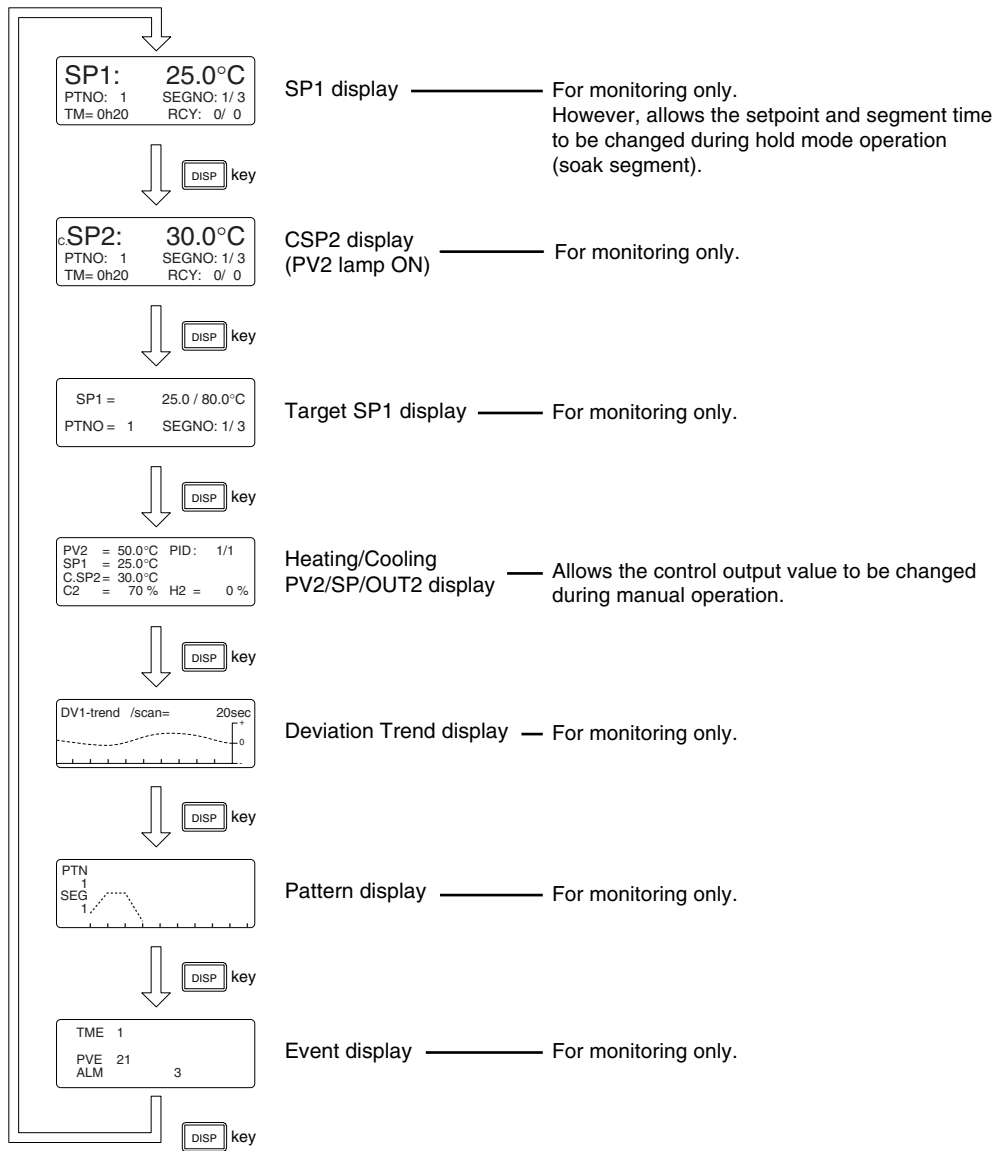 SP1: 25.0°C
PTNO: 1 SEGNO: 1/ 3
TM= 0h20 RCY: 0/ 0
SP1 display
For monitoring only.
However, allows the setpoint and segment time
to be changed during hold mode operation
(soak segment).
DISP key
C.SP2: 30.0°C
PTNO: 1 SEGNO: 1/ 3
TM= 0h20 RCY: 0/ 0
CSP2 display
(PV2 lamp ON)
For monitoring only.
DISP key
SP1 = 25.0 / 80.0°C
PTNO = 1 SEGNO: 1/ 3
Target SP1 display
For monitoring only.
DISP key
PV2 = 50.0°C PID: 1/1
SP1 = 25.0°C
C.SP2= 30.0°C
C2 = 70 % H2 = 0 %
Heating/Cooling
PV2/SP/OUT2 display
Allows the control output value to be changed
during manual operation.
DISP key
DV1-trend /scan= 20sec
+
0
-
Deviation Trend display
For monitoring only.
DISP key
PTN
1
SEG
1
Pattern display
For monitoring only.
DISP key
TME 1
PVE 21
ALM 3
Event display
For monitoring only.
DISP key